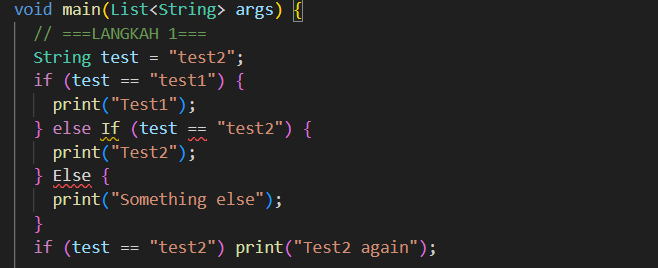 void main(List<String> args) {
  // ===LANGKAH 1===
  String test = "test2";
  if (test == "test1") {
    print("Test1");
  } else If (test == "test2") {
    print("Test2");
  } Else {
    print("Something else");
  }
  if (test == "test2") print("Test2 again");